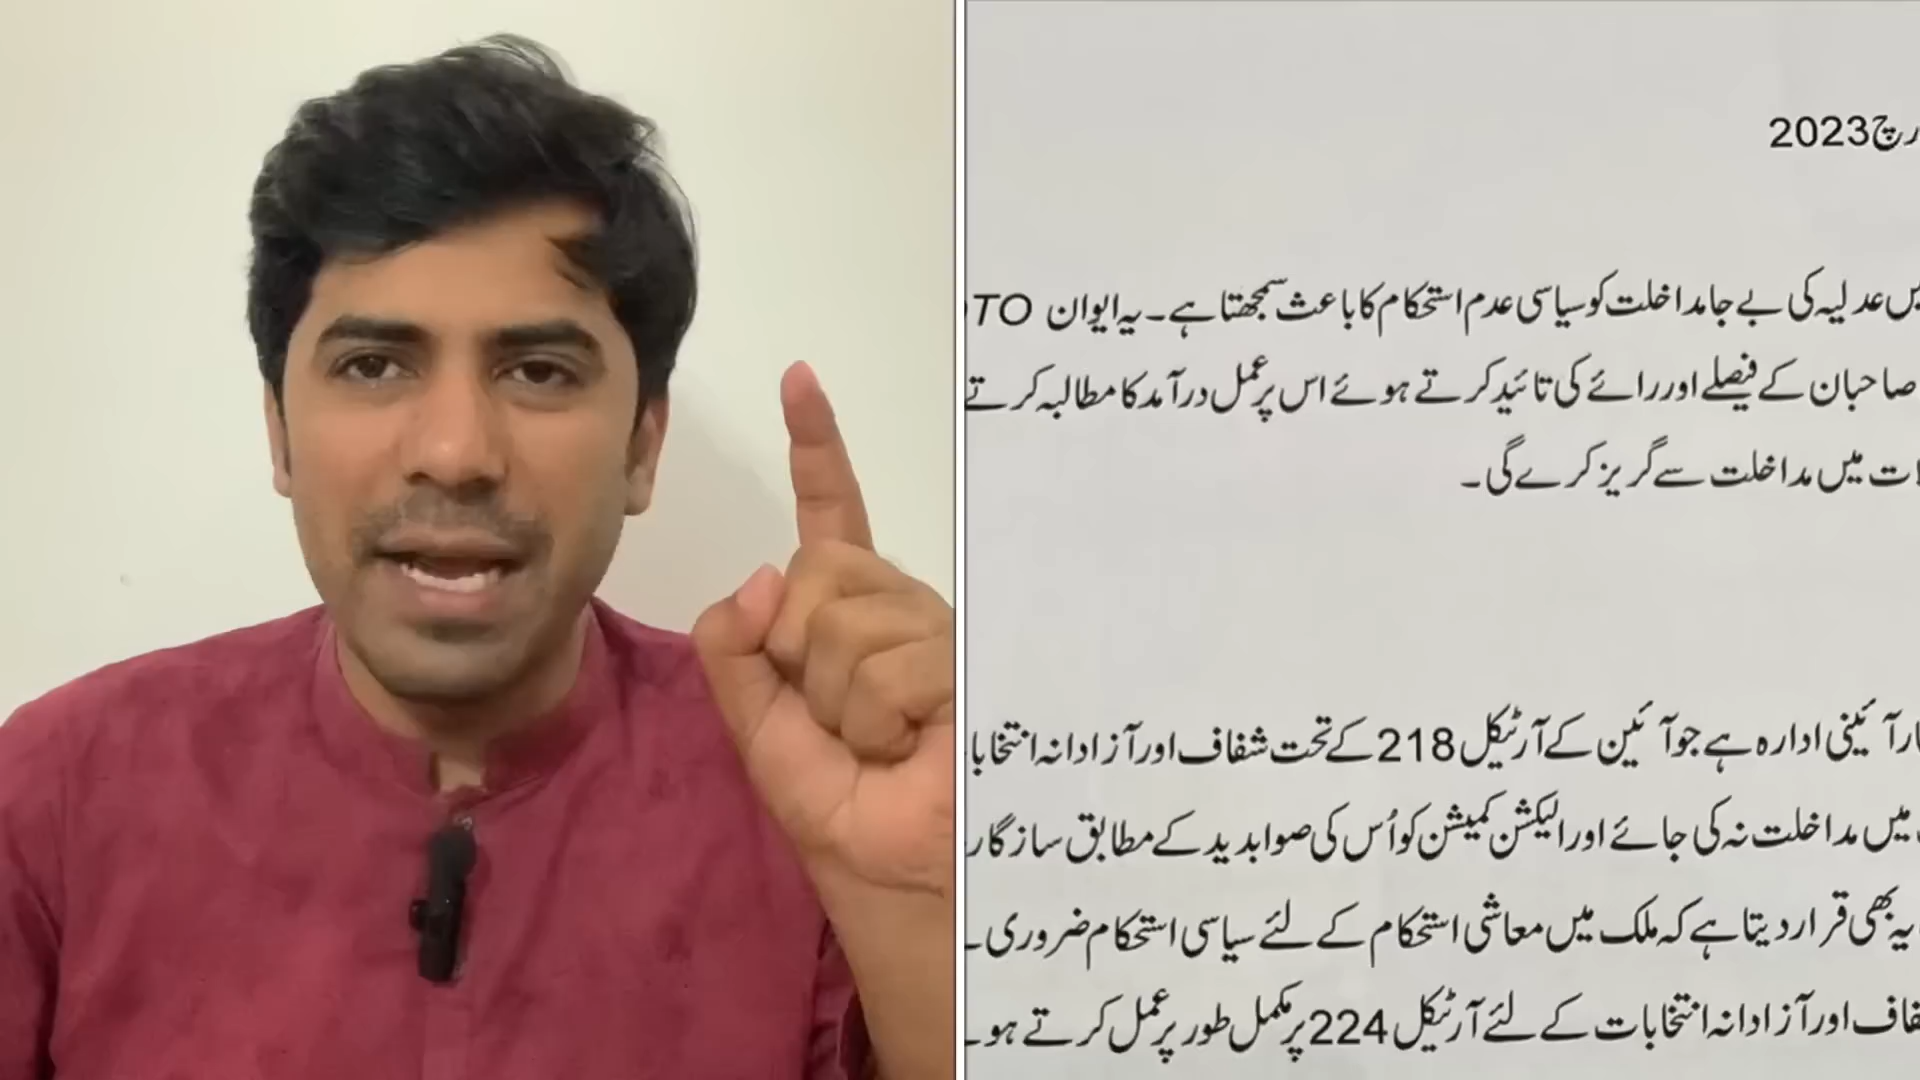 2023
عدلیہ کی بے جا مداخلت کو سیاسی عدم استحکام کا باعث سمجھتا ہے۔ یہ ایوان TO
صاحبان کے فیصلے اور رائے کی تائید کرتے ہوئے اس پر عمل درآمد کا مطالبہ کرتے
میں مداخلت سے گریز کرے گی۔
آئینی ادارہ ہے جو آئین کے آرٹیکل 218 کے تحت شفاف اور آزادانہ
میں مداخلت نہ کی جائے اور الیکشن کمیشن کو اُس کی صوابدید کے مطابق سازگار
یہ بھی قرار دیتا ہے کہ ملک میں معاشی استحکام کے لئے سیاسی استحکام ضروری
اور آزادانہ انتخابات کے لئے آرٹیکل 224 پر مکمل طور پر عمل کرتے